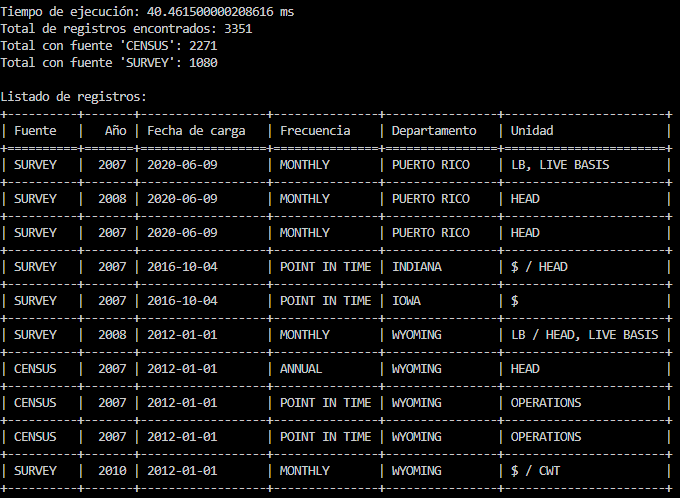 Tiempo de ejecución: 40.461500000208616 ms
Total de registros encontrados: 3351
Total con fuente 'CENSUS': 2271
Total con fuente 'SURVEY': 1080
Listado de registros:
+----------+-------+------------------+---------------+----------------+------------------------+
| Fuente | Año | Fecha de carga | Frecuencia | Departamento | Unidad |
+==========+=======+==================+===============+================+========================+
| SURVEY | 2007 | 2020-06-09 | MONTHLY | PUERTO RICO | LB, LIVE BASIS |
+----------+-------+------------------+---------------+----------------+------------------------+
| SURVEY | 2008 | 2020-06-09 | MONTHLY | PUERTO RICO | HEAD |
+----------+-------+------------------+---------------+----------------+------------------------+
| SURVEY | 2007 | 2020-06-09 | MONTHLY | PUERTO RICO | HEAD |
+----------+-------+------------------+---------------+----------------+------------------------+
| SURVEY | 2007 | 2016-10-04 | POINT IN TIME | INDIANA | $ / HEAD |
+----------+-------+------------------+---------------+----------------+------------------------+
| SURVEY | 2007 | 2016-10-04 | POINT IN TIME | IOWA | $ |
+----------+-------+------------------+---------------+----------------+------------------------+
| SURVEY | 2008 | 2012-01-01 | MONTHLY | WYOMING | LB / HEAD, LIVE BASIS |
+----------+-------+------------------+---------------+----------------+------------------------+
| CENSUS | 2007 | 2012-01-01 | ANNUAL | WYOMING | HEAD |
+----------+-------+------------------+---------------+----------------+------------------------+
| CENSUS | 2007 | 2012-01-01 | POINT IN TIME | WYOMING | OPERATIONS |
+----------+-------+------------------+---------------+----------------+------------------------+
| CENSUS | 2007 | 2012-01-01 | POINT IN TIME | WYOMING | OPERATIONS |
+----------+-------+------------------+---------------+----------------+------------------------+
| SURVEY | 2010 | 2012-01-01 | MONTHLY | WYOMING | $ / CWT |
+----------+-------+------------------+---------------+----------------+------------------------+